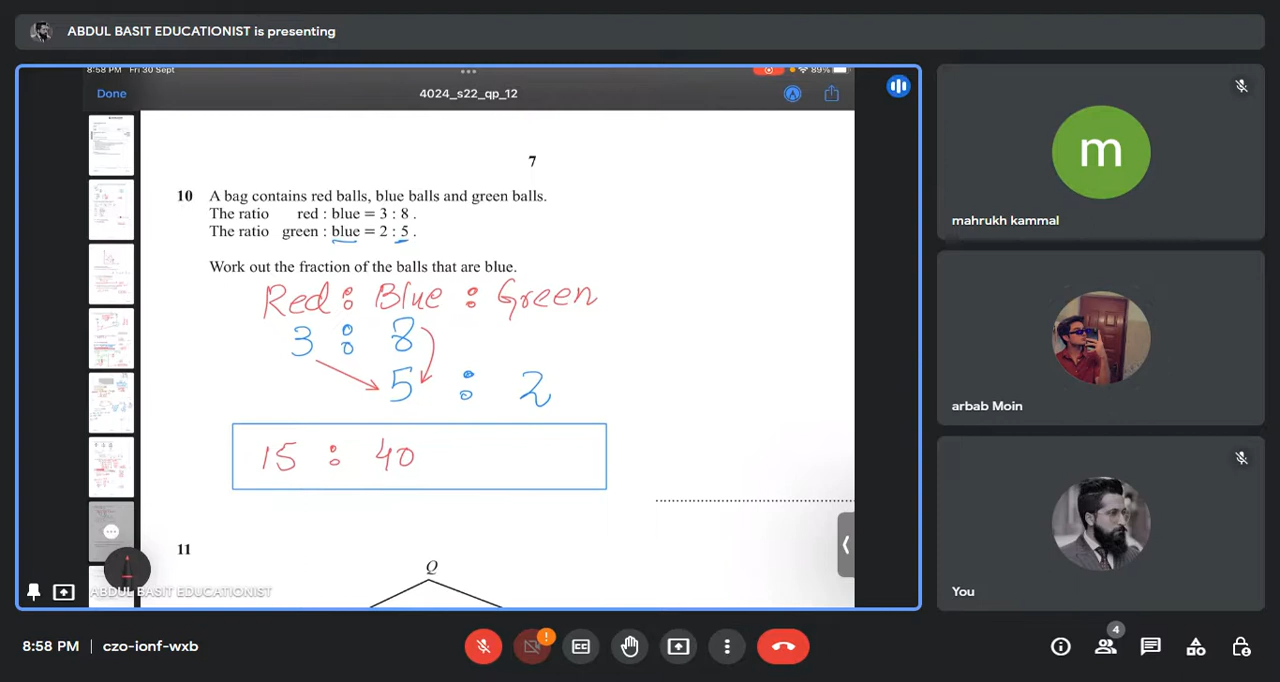 ABDUL BASIT EDUCATIONIST is presenting
8:58 PM Fri 30 Sept
89%
Done
4024_s22_qp_12
7
10 A bag contains red balls, blue balls and green balls.
The ratio red : blue = 3 : 8 .
The ratio green : blue = 2 : 5 .
Work out the fraction of the balls that are blue.
Red : Blue : Green
3 : 8
5 : 2
15 : 40
11
Q
ABDUL BASIT EDUCATIONIST
m
mahrukh kammal
arbab Moin
You
8:58 PM | czo-ionf-wxb
!
CC
4